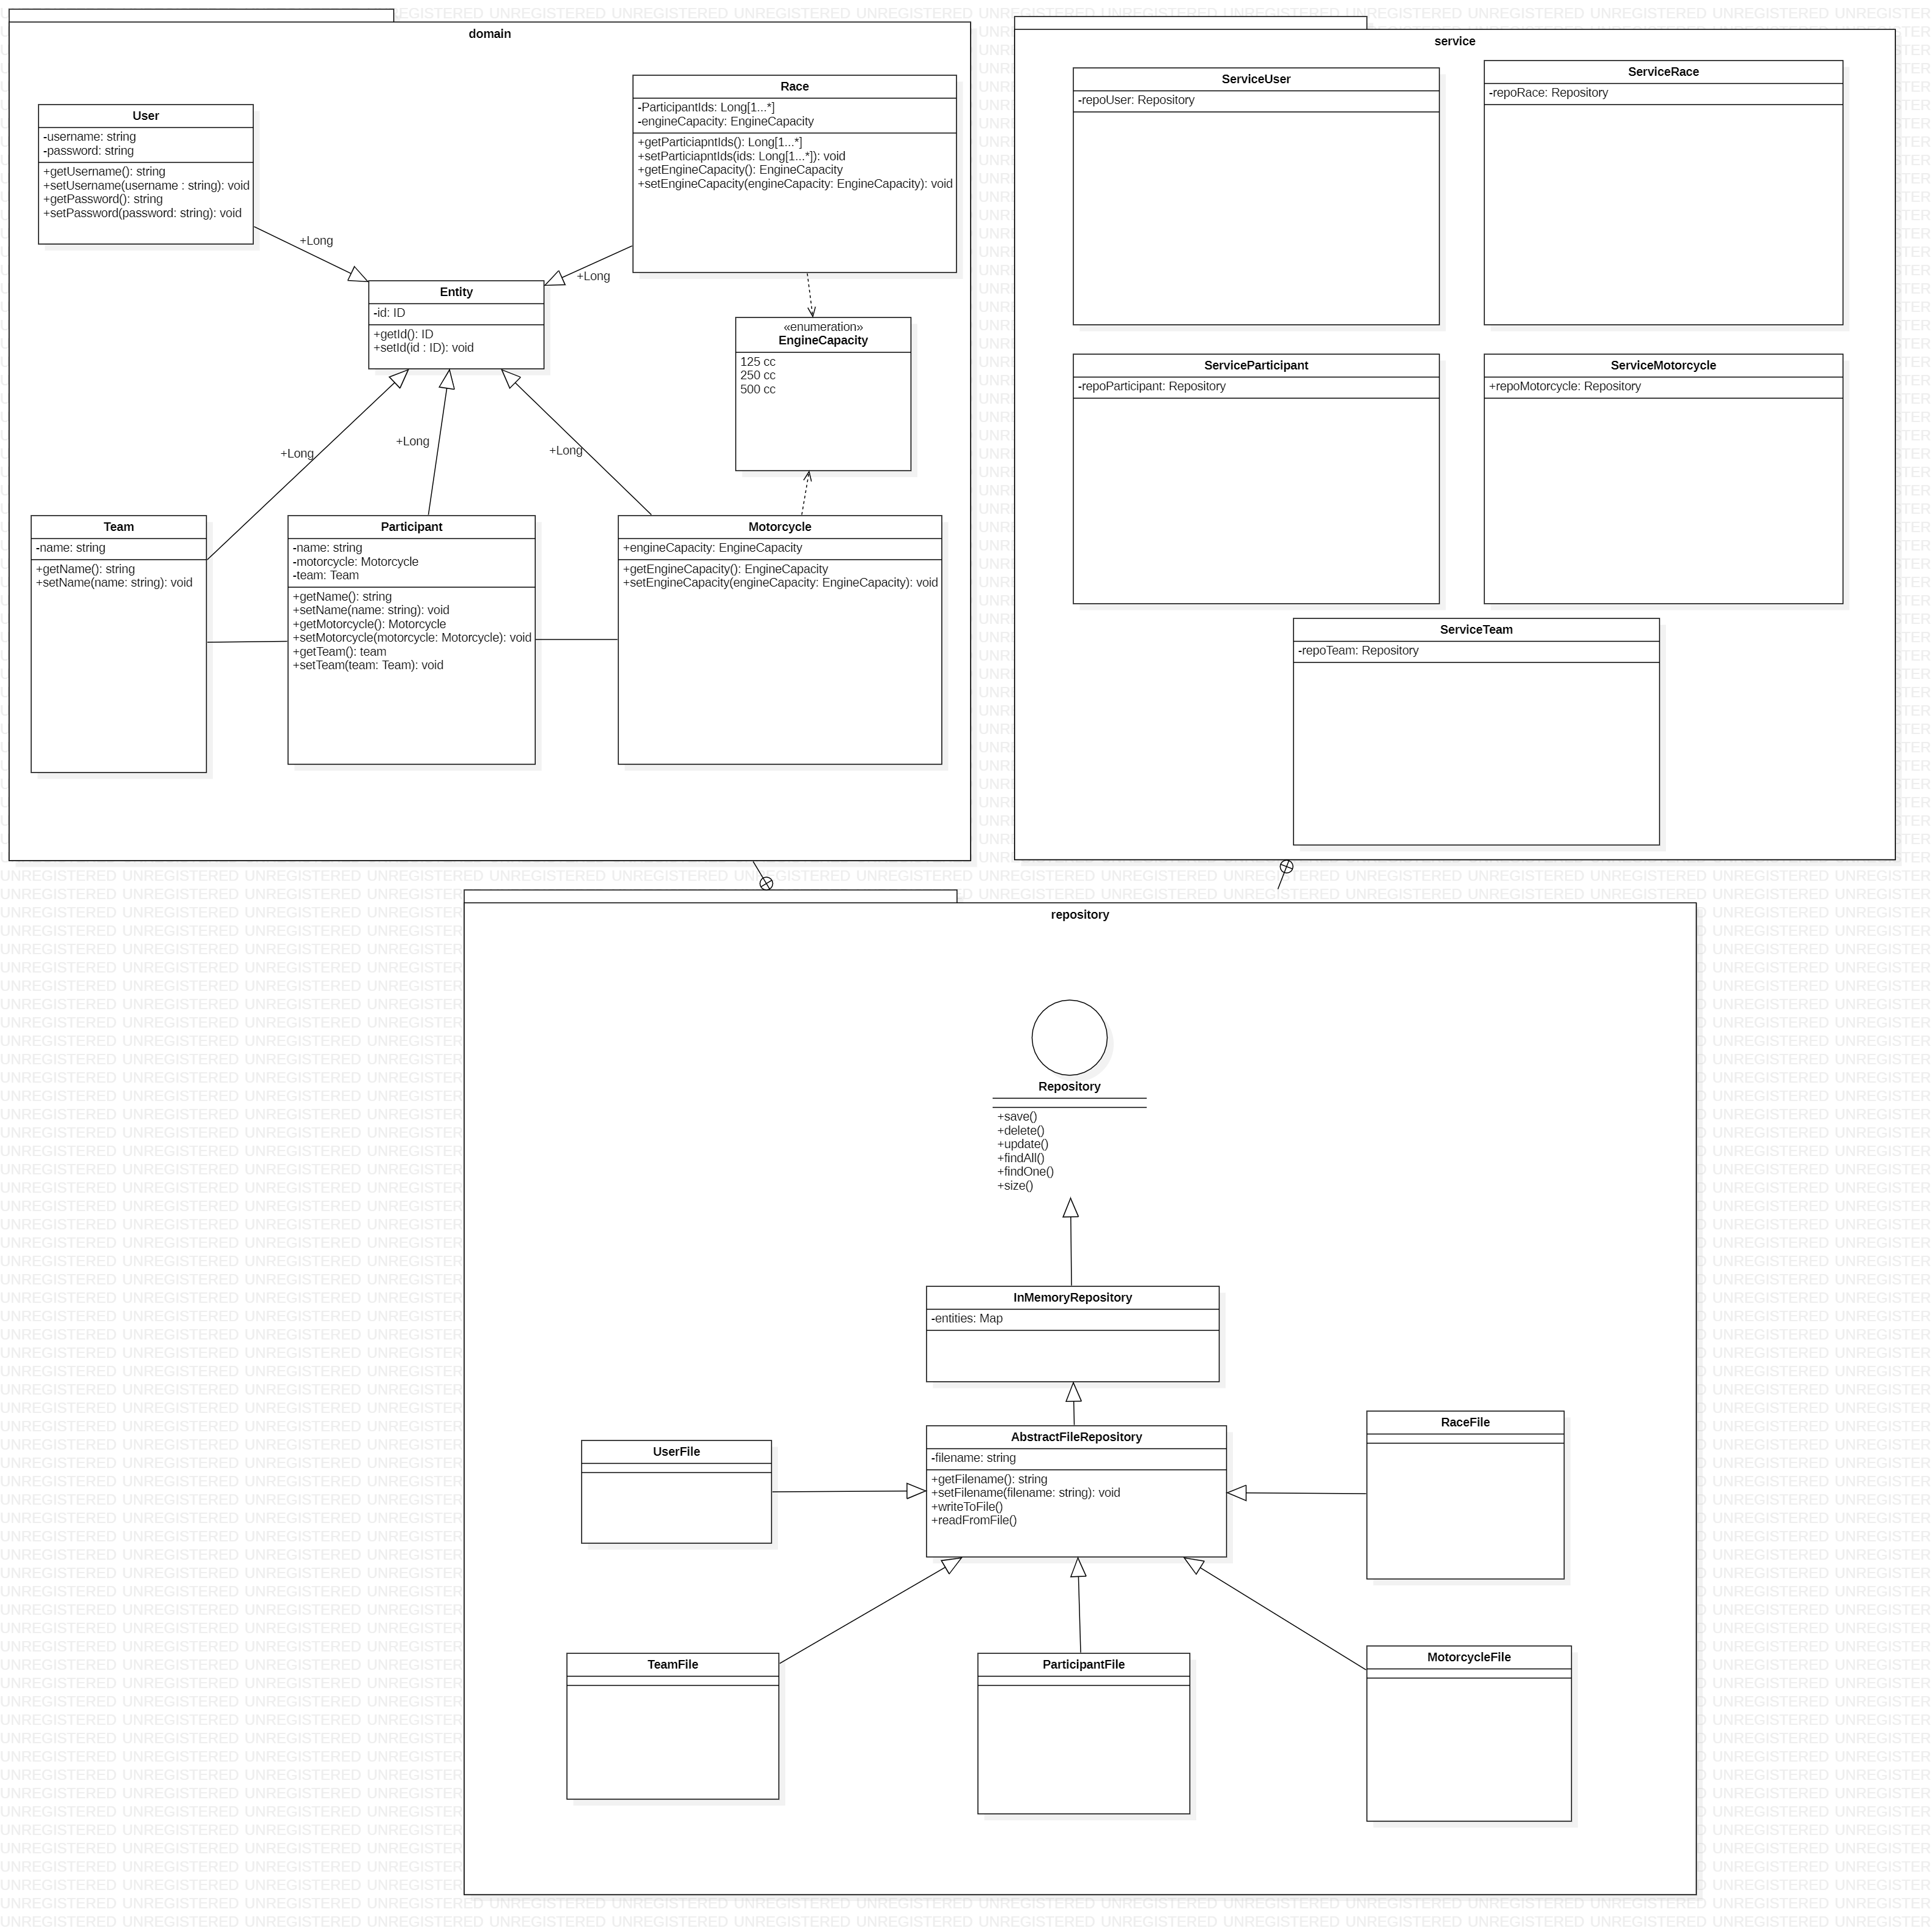 domain
User
-username: string
-password: string
+getUsername(): string
+setUsername(username : string): void
+getPassword(): string
+setPassword(password: string): void
Race
-ParticipantIds: Long[1...*]
-engineCapacity: EngineCapacity
+getParticiapntIds(): Long[1...*]
+setParticiapntIds(ids: Long[1...*]): void
+getEngineCapacity(): EngineCapacity
+setEngineCapacity(engineCapacity: EngineCapacity): void
+Long
+Long
Entity
-id: ID
+getId(): ID
+setId(id : ID): void
«enumeration»
EngineCapacity
125 cc
250 cc
500 cc
+Long
+Long
+Long
Team
-name: string
+getName(): string
+setName(name: string): void
Participant
-name: string
-motorcycle: Motorcycle
-team: Team
+getName(): string
+setName(name: string): void
+getMotorcycle(): Motorcycle
+setMotorcycle(motorcycle: Motorcycle): void
+getTeam(): team
+setTeam(team: Team): void
Motorcycle
+engineCapacity: EngineCapacity
+getEngineCapacity(): EngineCapacity
+setEngineCapacity(engineCapacity: EngineCapacity): void
service
ServiceUser
-repoUser: Repository
ServiceRace
-repoRace: Repository
ServiceParticipant
-repoParticipant: Repository
ServiceMotorcycle
+repoMotorcycle: Repository
ServiceTeam
-repoTeam: Repository
repository
Repository
+save()
+delete()
+update()
+findAll()
+findOne()
+size()
InMemoryRepository
-entities: Map
AbstractFileRepository
-filename: string
+getFilename(): string
+setFilename(filename: string): void
+writeToFile()
+readFromFile()
UserFile
RaceFile
TeamFile
ParticipantFile
MotorcycleFile
UNREGISTERED